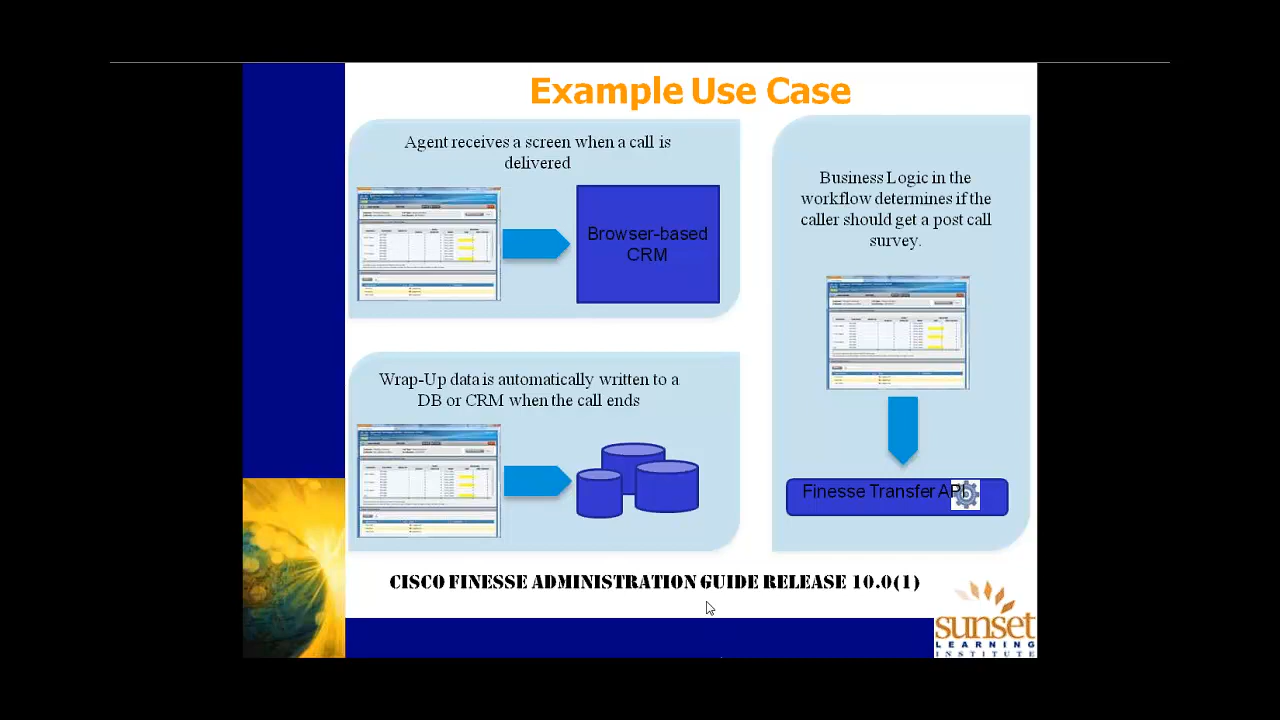 Example Use Case
Agent receives a screen when a call is
delivered
Browser-based
CRM
Wrap-Up data is automatically written to a
DB or CRM when the call ends
Business Logic in the
workflow determines if the
caller should get a post call
survey.
Finesse Transfer API
CISCO FINESSE ADMINISTRATION GUIDE RELEASE 10.0(1)
sunset
LEARNING
INSTITUTE